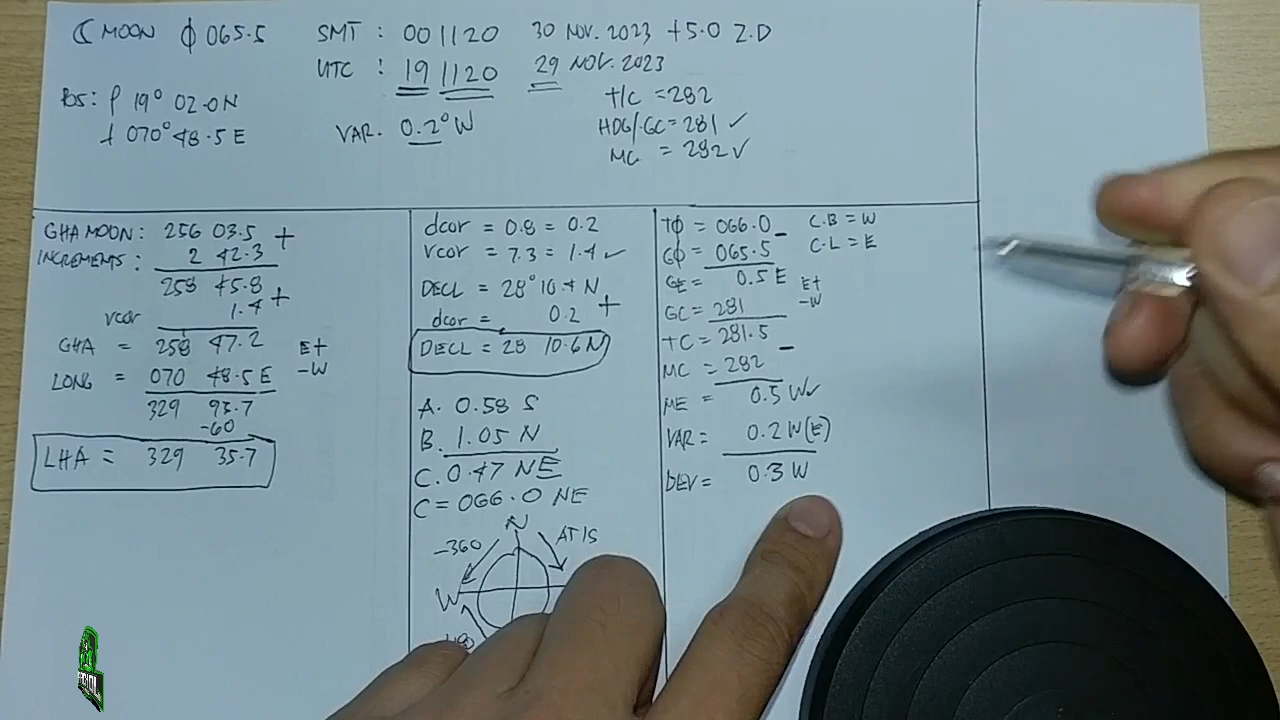 ☾ MOON ϕ 065.5
SMT : 001120 30 NOV. 2023 +5.0 Z.D
UTC : 19 1120 29 NOV. 2023
POS: φ 19° 02.0N
λ 070° 48.5 E
VAR. 0.2° W
T/C = 282
HDG/GC = 281 ✓
MC = 282 ✓
GHA MOON: 256 03.5 +
INCREMENTS: 2 42.3
258 45.8
vcor 1.4 +
GHA = 258 47.2
LONG = 070 48.5 E
E+
-W
329 95.7
-60
LHA = 329 35.7
dcor = 0.8 = 0.2
vcor = 7.3 = 1.4 ✓
DECL = 28° 10.4 N
dcor = 0.2 +
DECL = 28 10.6 N
A. 0.58 S
B. 1.05 N
C. 0.47 NE
C = 066.0 NE
N
-360
AT IS
W
Tϕ = 066.0 -
Gϕ = 065.5
GE = 0.5 E
GC = 281
TC = 281.5
MC = 282 -
ME = 0.5 W ✓
VAR = 0.2 W (E)
DEV = 0.3 W
C.B = W
C.L = E
E+
-W